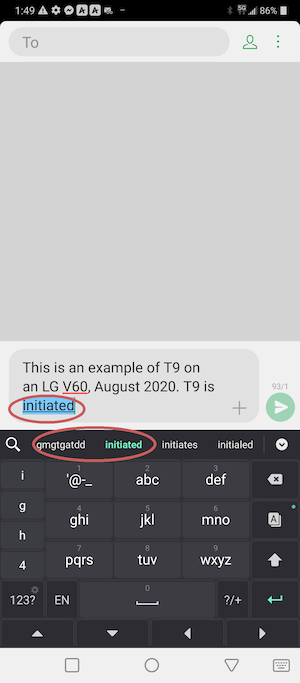 1:49 5G 86%
To
This is an example of T9 on
an LG V60, August 2020. T9 is
initiated
93/1
gmgtgatdd initiated initiates initialed
i
g
h
4
1 '@-_ 2 abc 3 def
4 ghi 5 jkl 6 mno
7 pqrs 8 tuv 9 wxyz
123? EN 0 ?/+